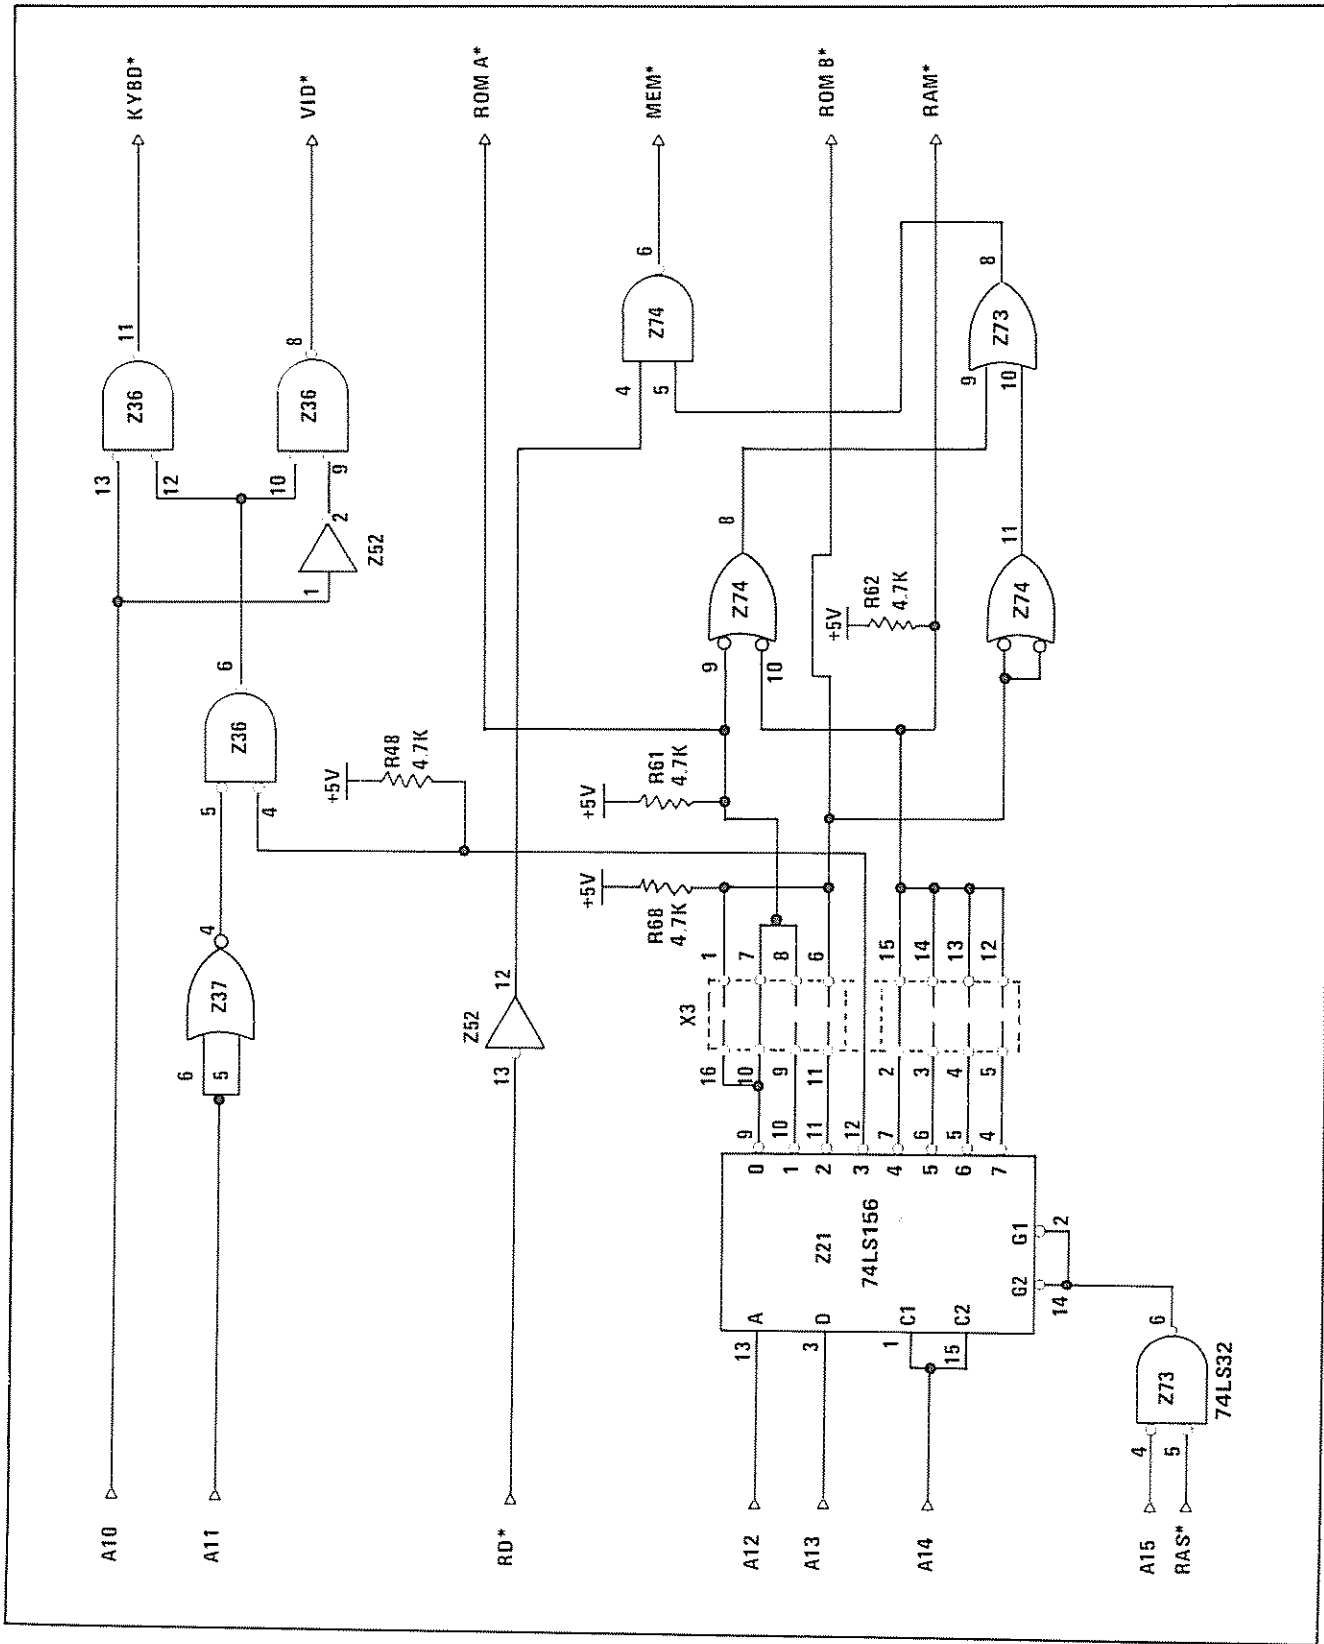 A10
A11
RD*
A12
A13
A14
A15
RAS*
KYBD*
VID*
ROM A*
MEM*
ROM B*
RAM*
13
12
Z36
11
10
9
Z36
8
1
2
Z52
6
5
Z37
4
5
4
Z36
6
+5V
R48
4.7K
13
Z52
12
4
5
Z74
6
+5V
R68
4.7K
+5V
R61
4.7K
9
10
Z74
8
+5V
R62
4.7K
Z74
11
9
10
Z73
8
X3
16
10
9
11
2
3
4
5
1
7
8
6
15
14
13
12
9
10
11
12
7
6
5
4
0
1
2
3
4
5
6
7
Z21
74LS156
A
D
C1
C2
13
3
1
15
G2
G1
14
2
4
5
Z73
6
74LS32